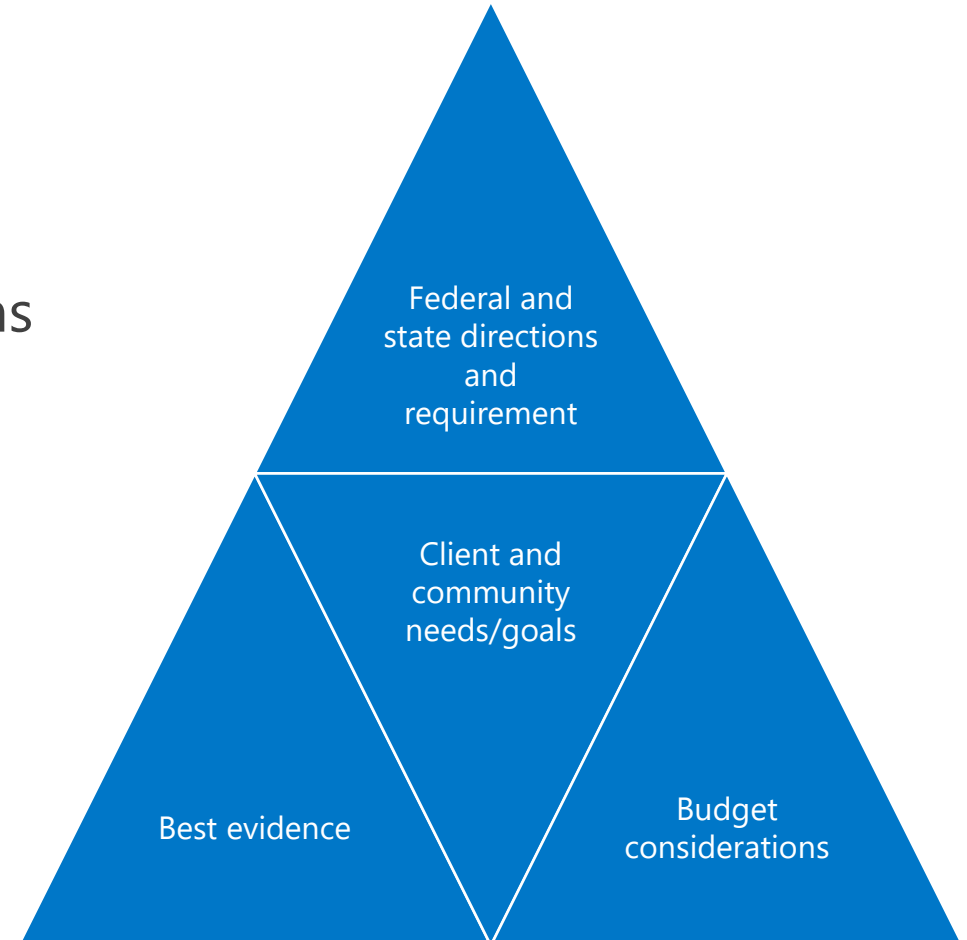 Federal and
state directions
and
requirement
Client and
community
needs/goals
Best evidence
Budget
considerations